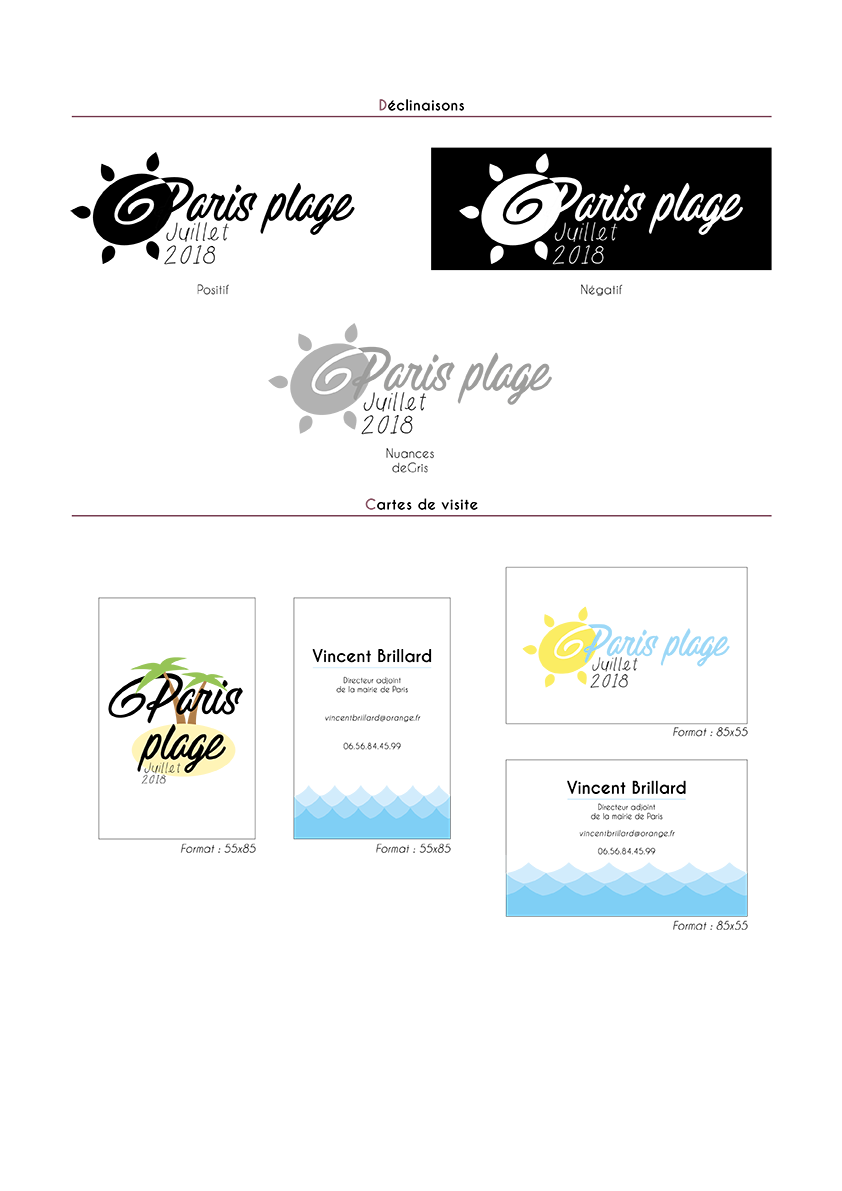 Déclinaisons
Paris plage
Juillet
2018
Positif
Paris plage
Juillet
2018
Négatif
Paris plage
Juillet
2018
Nuances
deGris
Cartes de visite
Paris
plage
Juillet
2018
Format : 55x85
Vincent Brillard
Directeur adjoint
de la mairie de Paris
vincentbrillard@orange.fr
06.56.84.45.99
Format : 55x85
Paris plage
Juillet
2018
Format : 85x55
Vincent Brillard
Directeur adjoint
de la mairie de Paris
vincentbrillard@orange.fr
06.56.84.45.99
Format : 85x55